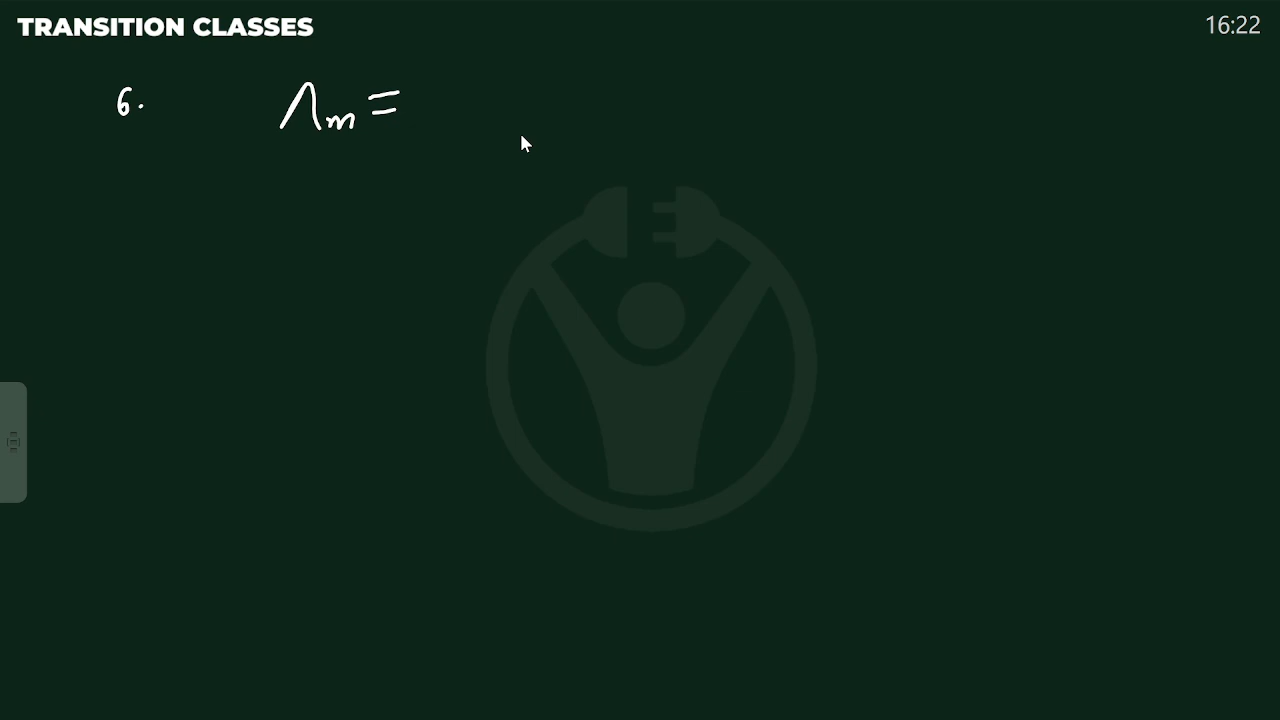 TRANSITION CLASSES
16:22
6. Λm =